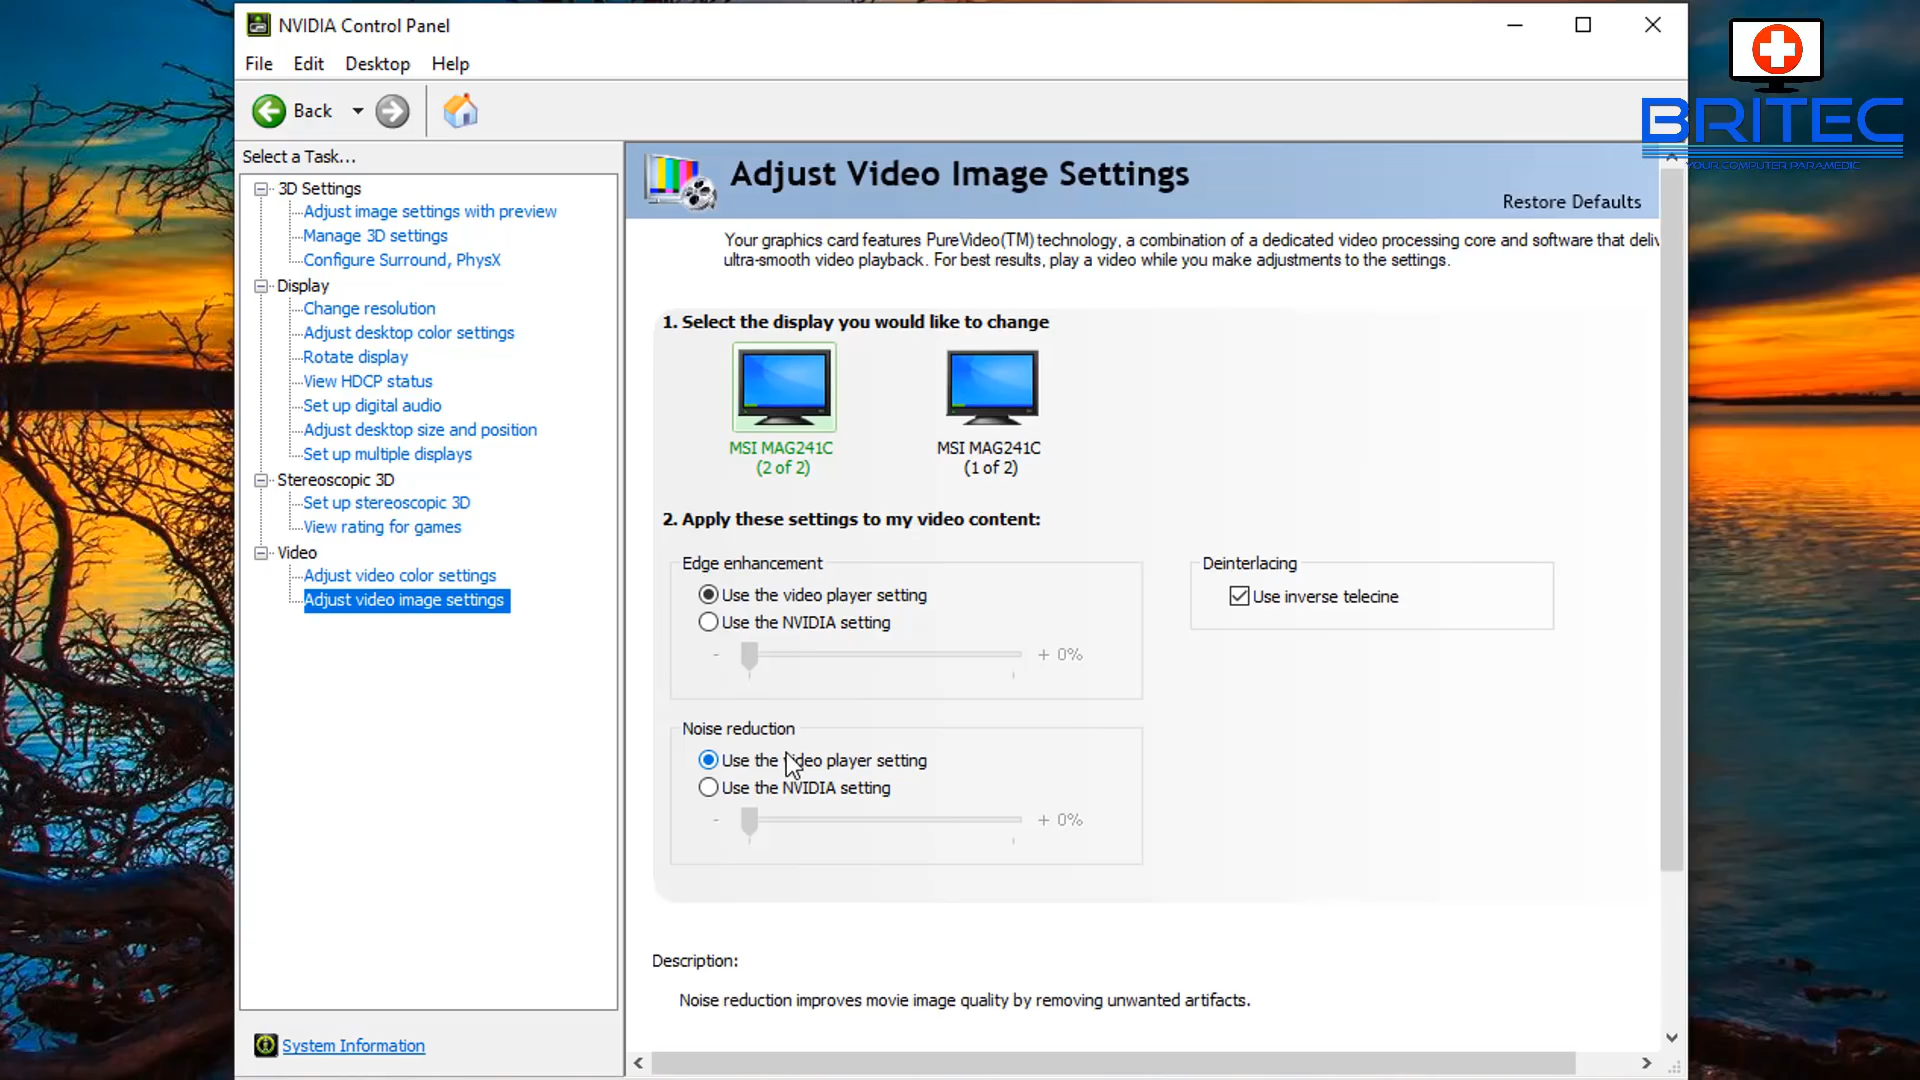 NVIDIA Control Panel
File Edit Desktop Help
Back
BRITEC
YOUR COMPUTER PARAMEDIC
Select a Task...
3D Settings
Adjust image settings with preview
Manage 3D settings
Configure Surround, PhysX
Display
Change resolution
Adjust desktop color settings
Rotate display
View HDCP status
Set up digital audio
Adjust desktop size and position
Set up multiple displays
Stereoscopic 3D
Set up stereoscopic 3D
View rating for games
Video
Adjust video color settings
Adjust video image settings
System Information
Adjust Video Image Settings
Restore Defaults
Your graphics card features PureVideo(TM) technology, a combination of a dedicated video processing core and software that deliv
ultra-smooth video playback. For best results, play a video while you make adjustments to the settings.
1. Select the display you would like to change
MSI MAG241C
(2 of 2)
MSI MAG241C
(1 of 2)
2. Apply these settings to my video content:
Edge enhancement
Use the video player setting
Use the NVIDIA setting
- + 0%
Deinterlacing
Use inverse telecine
Noise reduction
Use the video player setting
Use the NVIDIA setting
- + 0%
Description:
Noise reduction improves movie image quality by removing unwanted artifacts.